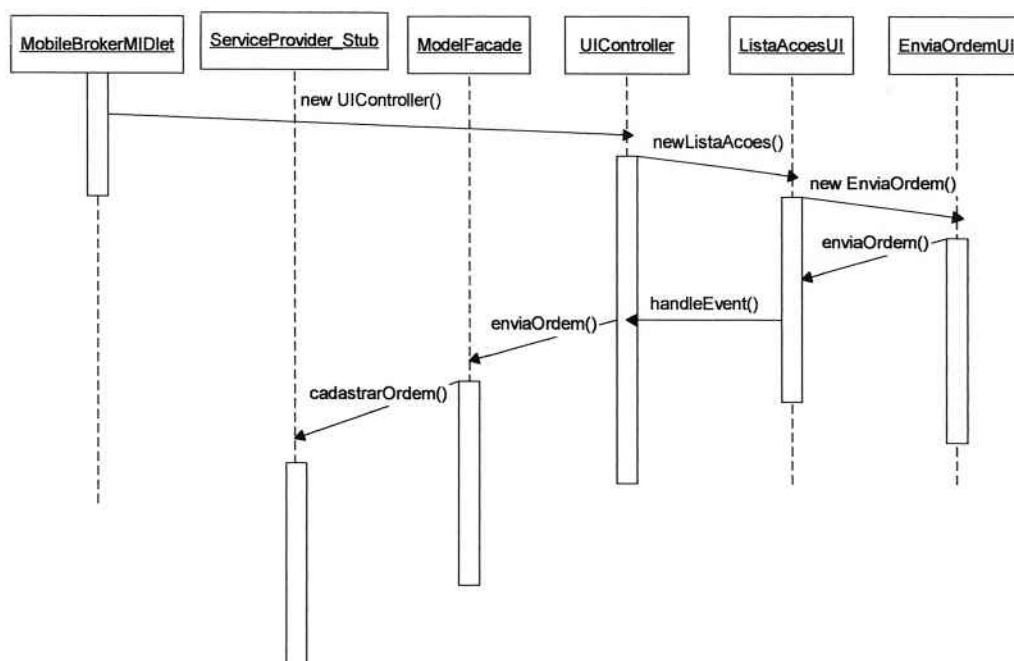 MobileBrokerMIDlet
ServiceProvider_Stub
ModelFacade
UIController
ListaAcoesUI
EnviaOrdemUI
new UIController()
newListaAcoes()
new EnviaOrdem()
enviaOrdem()
handleEvent()
enviaOrdem()
cadastrarOrdem()